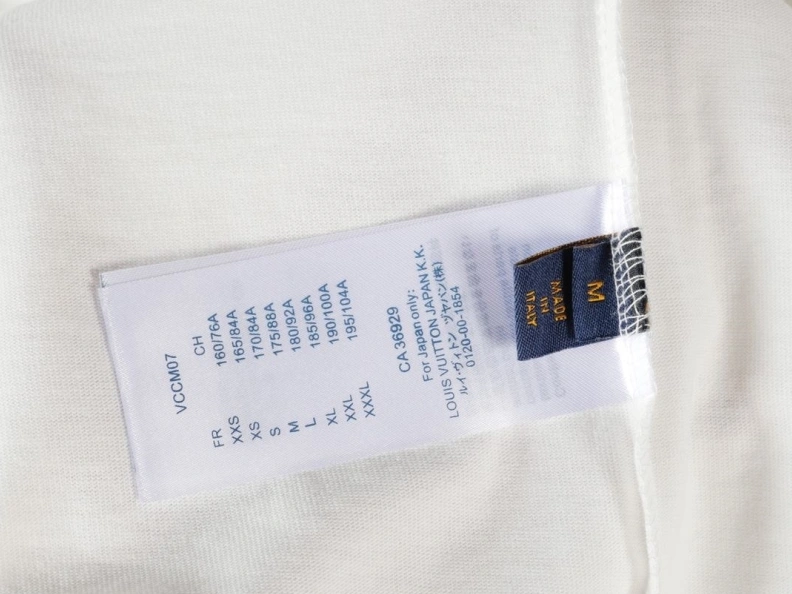 VCCM07
FR CH
XXS 160/76A
XS 165/84A
S 170/84A
M 175/88A
L 180/92A
XL 185/96A
XXL 190/100A
XXXL 195/104A
CA 36929
For Japan only:
LOUIS VUITTON JAPAN K.K.
ルイ・ヴィトン ヅヤパン(株)
0120-00-1854
MADE
IN
ITALY
M